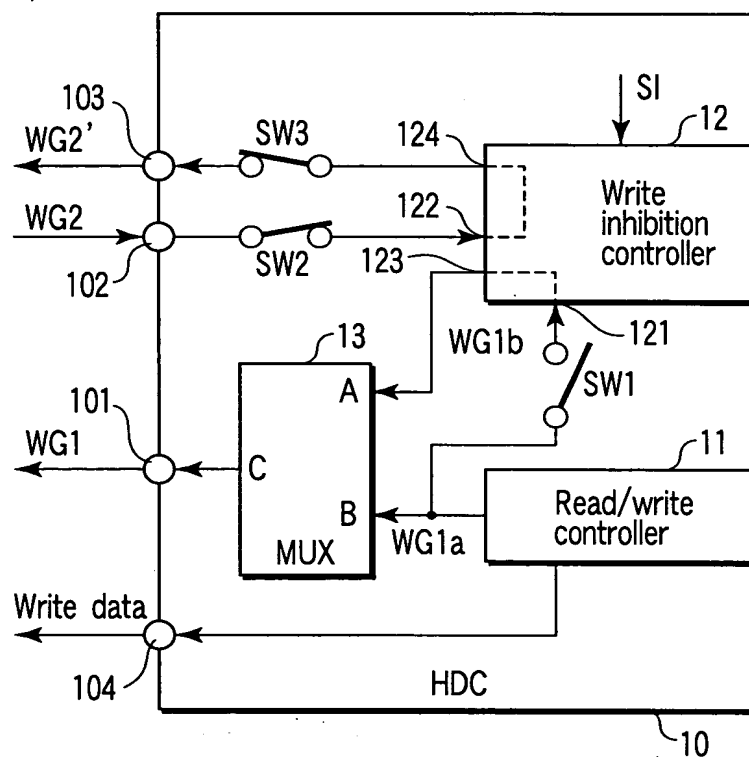 SI
103
12
WG2'
SW3
124
Write
inhibition
controller
WG2
122
102
SW2
123
WG1b
121
13
SW1
A
101
WG1
C
11
B
Read/write
controller
WG1a
MUX
Write data
104
HDC
10